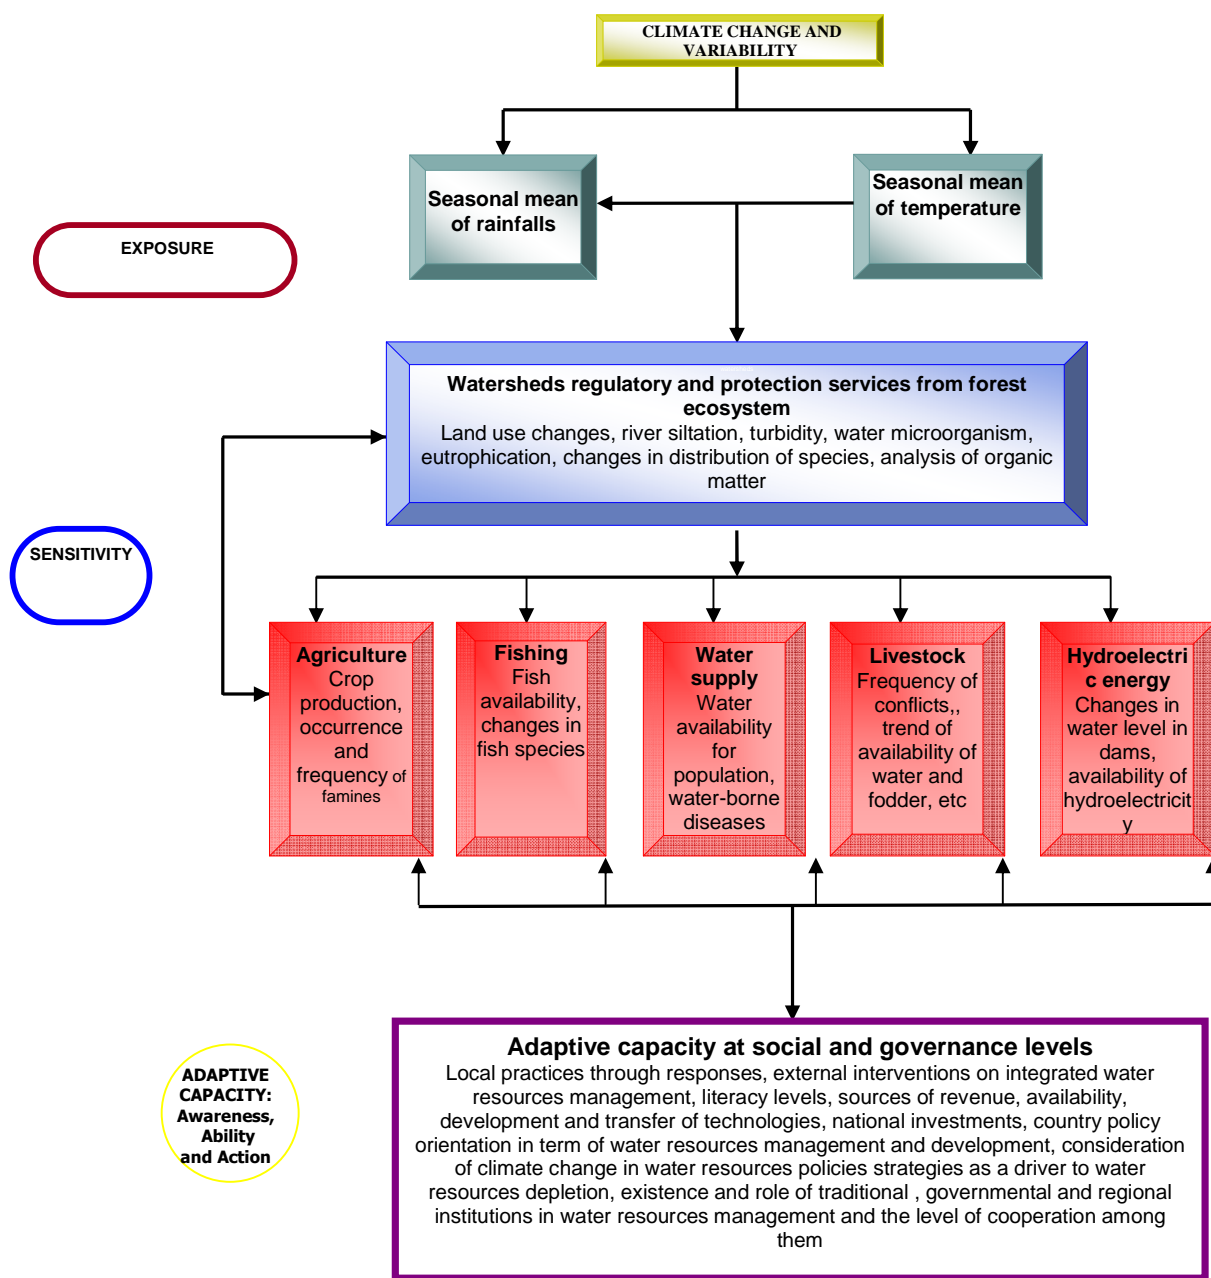 CLIMATE CHANGE AND
VARIABILITY
Seasonal mean
of rainfalls
Seasonal mean
of temperature
EXPOSURE
Watersheds regulatory and protection services from forest
ecosystem
Land use changes, river siltation, turbidity, water microorganism,
eutrophication, changes in distribution of species, analysis of organic
matter
SENSITIVITY
Agriculture
Crop
production,
occurrence
and
frequency of
famines
Fishing
Fish
availability,
changes in
fish species
Water
supply
Water
availability
for
population,
water-borne
diseases
Livestock
Frequency of
conflicts,,
trend of
availability of
water and
fodder, etc
Hydroelectri
c energy
Changes in
water level in
dams,
availability of
hydroelectricit
y
ADAPTIVE
CAPACITY:
Awareness,
Ability
and Action
Adaptive capacity at social and governance levels
Local practices through responses, external interventions on integrated water
resources management, literacy levels, sources of revenue, availability,
development and transfer of technologies, national investments, country policy
orientation in term of water resources management and development, consideration
of climate change in water resources policies strategies as a driver to water
resources depletion, existence and role of traditional , governmental and regional
institutions in water resources management and the level of cooperation among
them